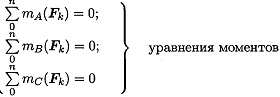 ∑₀ⁿ m_A(F_k) = 0;
∑₀ⁿ m_B(F_k) = 0; } уравнения моментов
∑₀ⁿ m_C(F_k) = 0